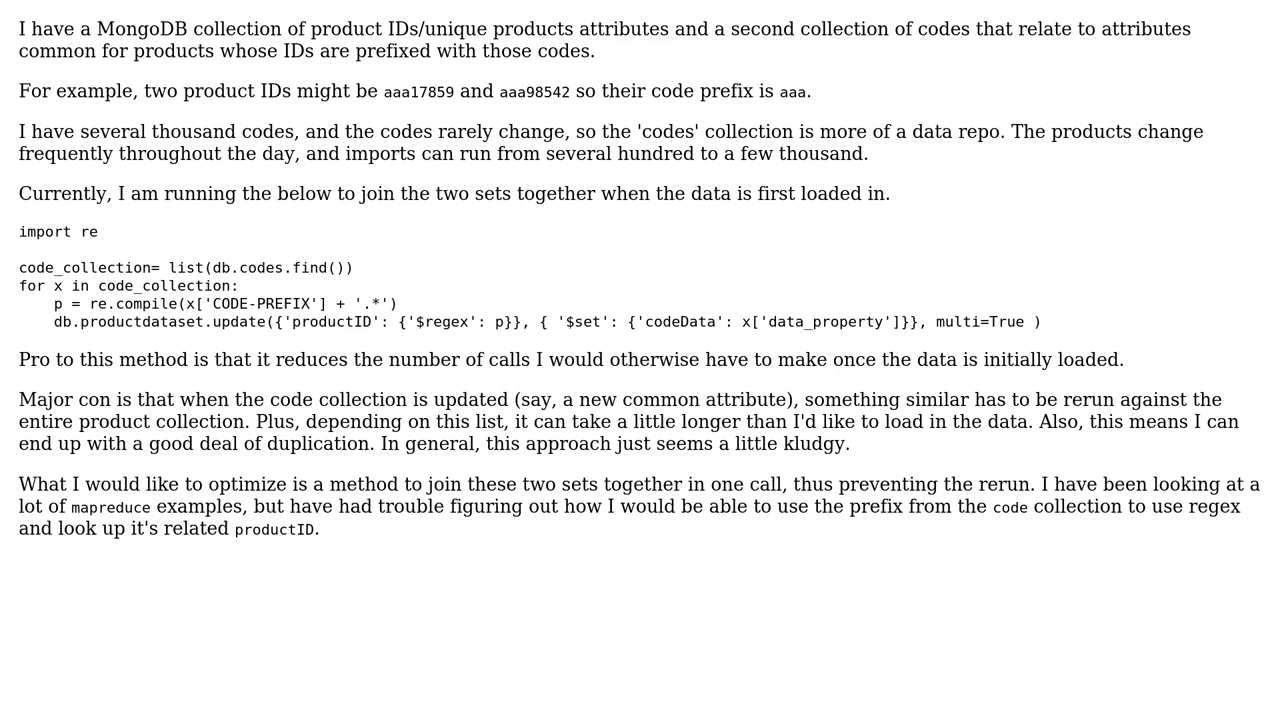 I have a MongoDB collection of product IDs/unique products attributes and a second collection of codes that relate to attributes
common for products whose IDs are prefixed with those codes.
For example, two product IDs might be aaa17859 and aaa98542 so their code prefix is aaa.
I have several thousand codes, and the codes rarely change, so the 'codes' collection is more of a data repo. The products change
frequently throughout the day, and imports can run from several hundred to a few thousand.
Currently, I am running the below to join the two sets together when the data is first loaded in.
import re
code_collection= list(db.codes.find())
for x in code_collection:
    p = re.compile(x['CODE-PREFIX'] + '.*')
    db.productdataset.update({'productID': {'$regex': p}}, { '$set': {'codeData': x['data_property']}}, multi=True )
Pro to this method is that it reduces the number of calls I would otherwise have to make once the data is initially loaded.
Major con is that when the code collection is updated (say, a new common attribute), something similar has to be rerun against the
entire product collection. Plus, depending on this list, it can take a little longer than I'd like to load in the data. Also, this means I can
end up with a good deal of duplication. In general, this approach just seems a little kludgy.
What I would like to optimize is a method to join these two sets together in one call, thus preventing the rerun. I have been looking at a
lot of mapreduce examples, but have had trouble figuring out how I would be able to use the prefix from the code collection to use regex
and look up it's related productID.